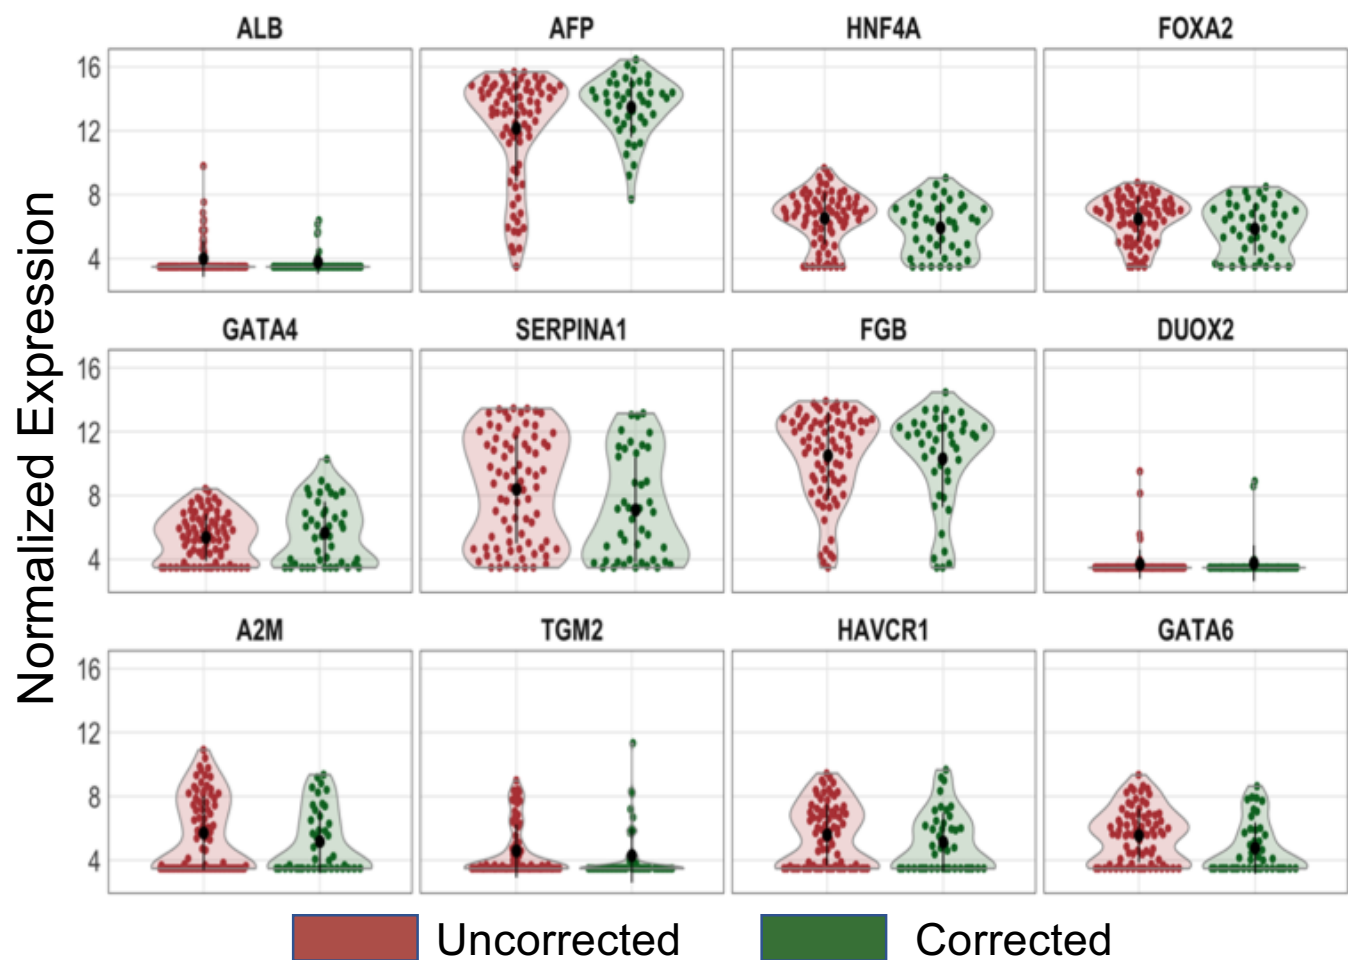 ALB AFP HNF4A FOXA2
16
12
8
4
GATA4 SERPINA1 FGB DUOX2
16
12
8
4
A2M TGM2 HAVCR1 GATA6
16
12
8
4
Normalized Expression
Uncorrected Corrected